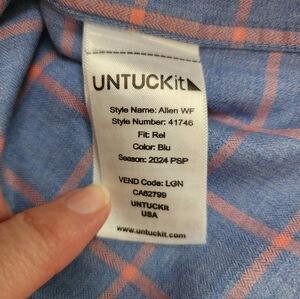 UNTUCKit
Style Name: Allen WF
Style Number: 41746
Fit: Rel
Color: Blu
Season: 2024 PSP
VEND Code: LGN
CA62799
UNTUCKit
USA
www.untuckit.com